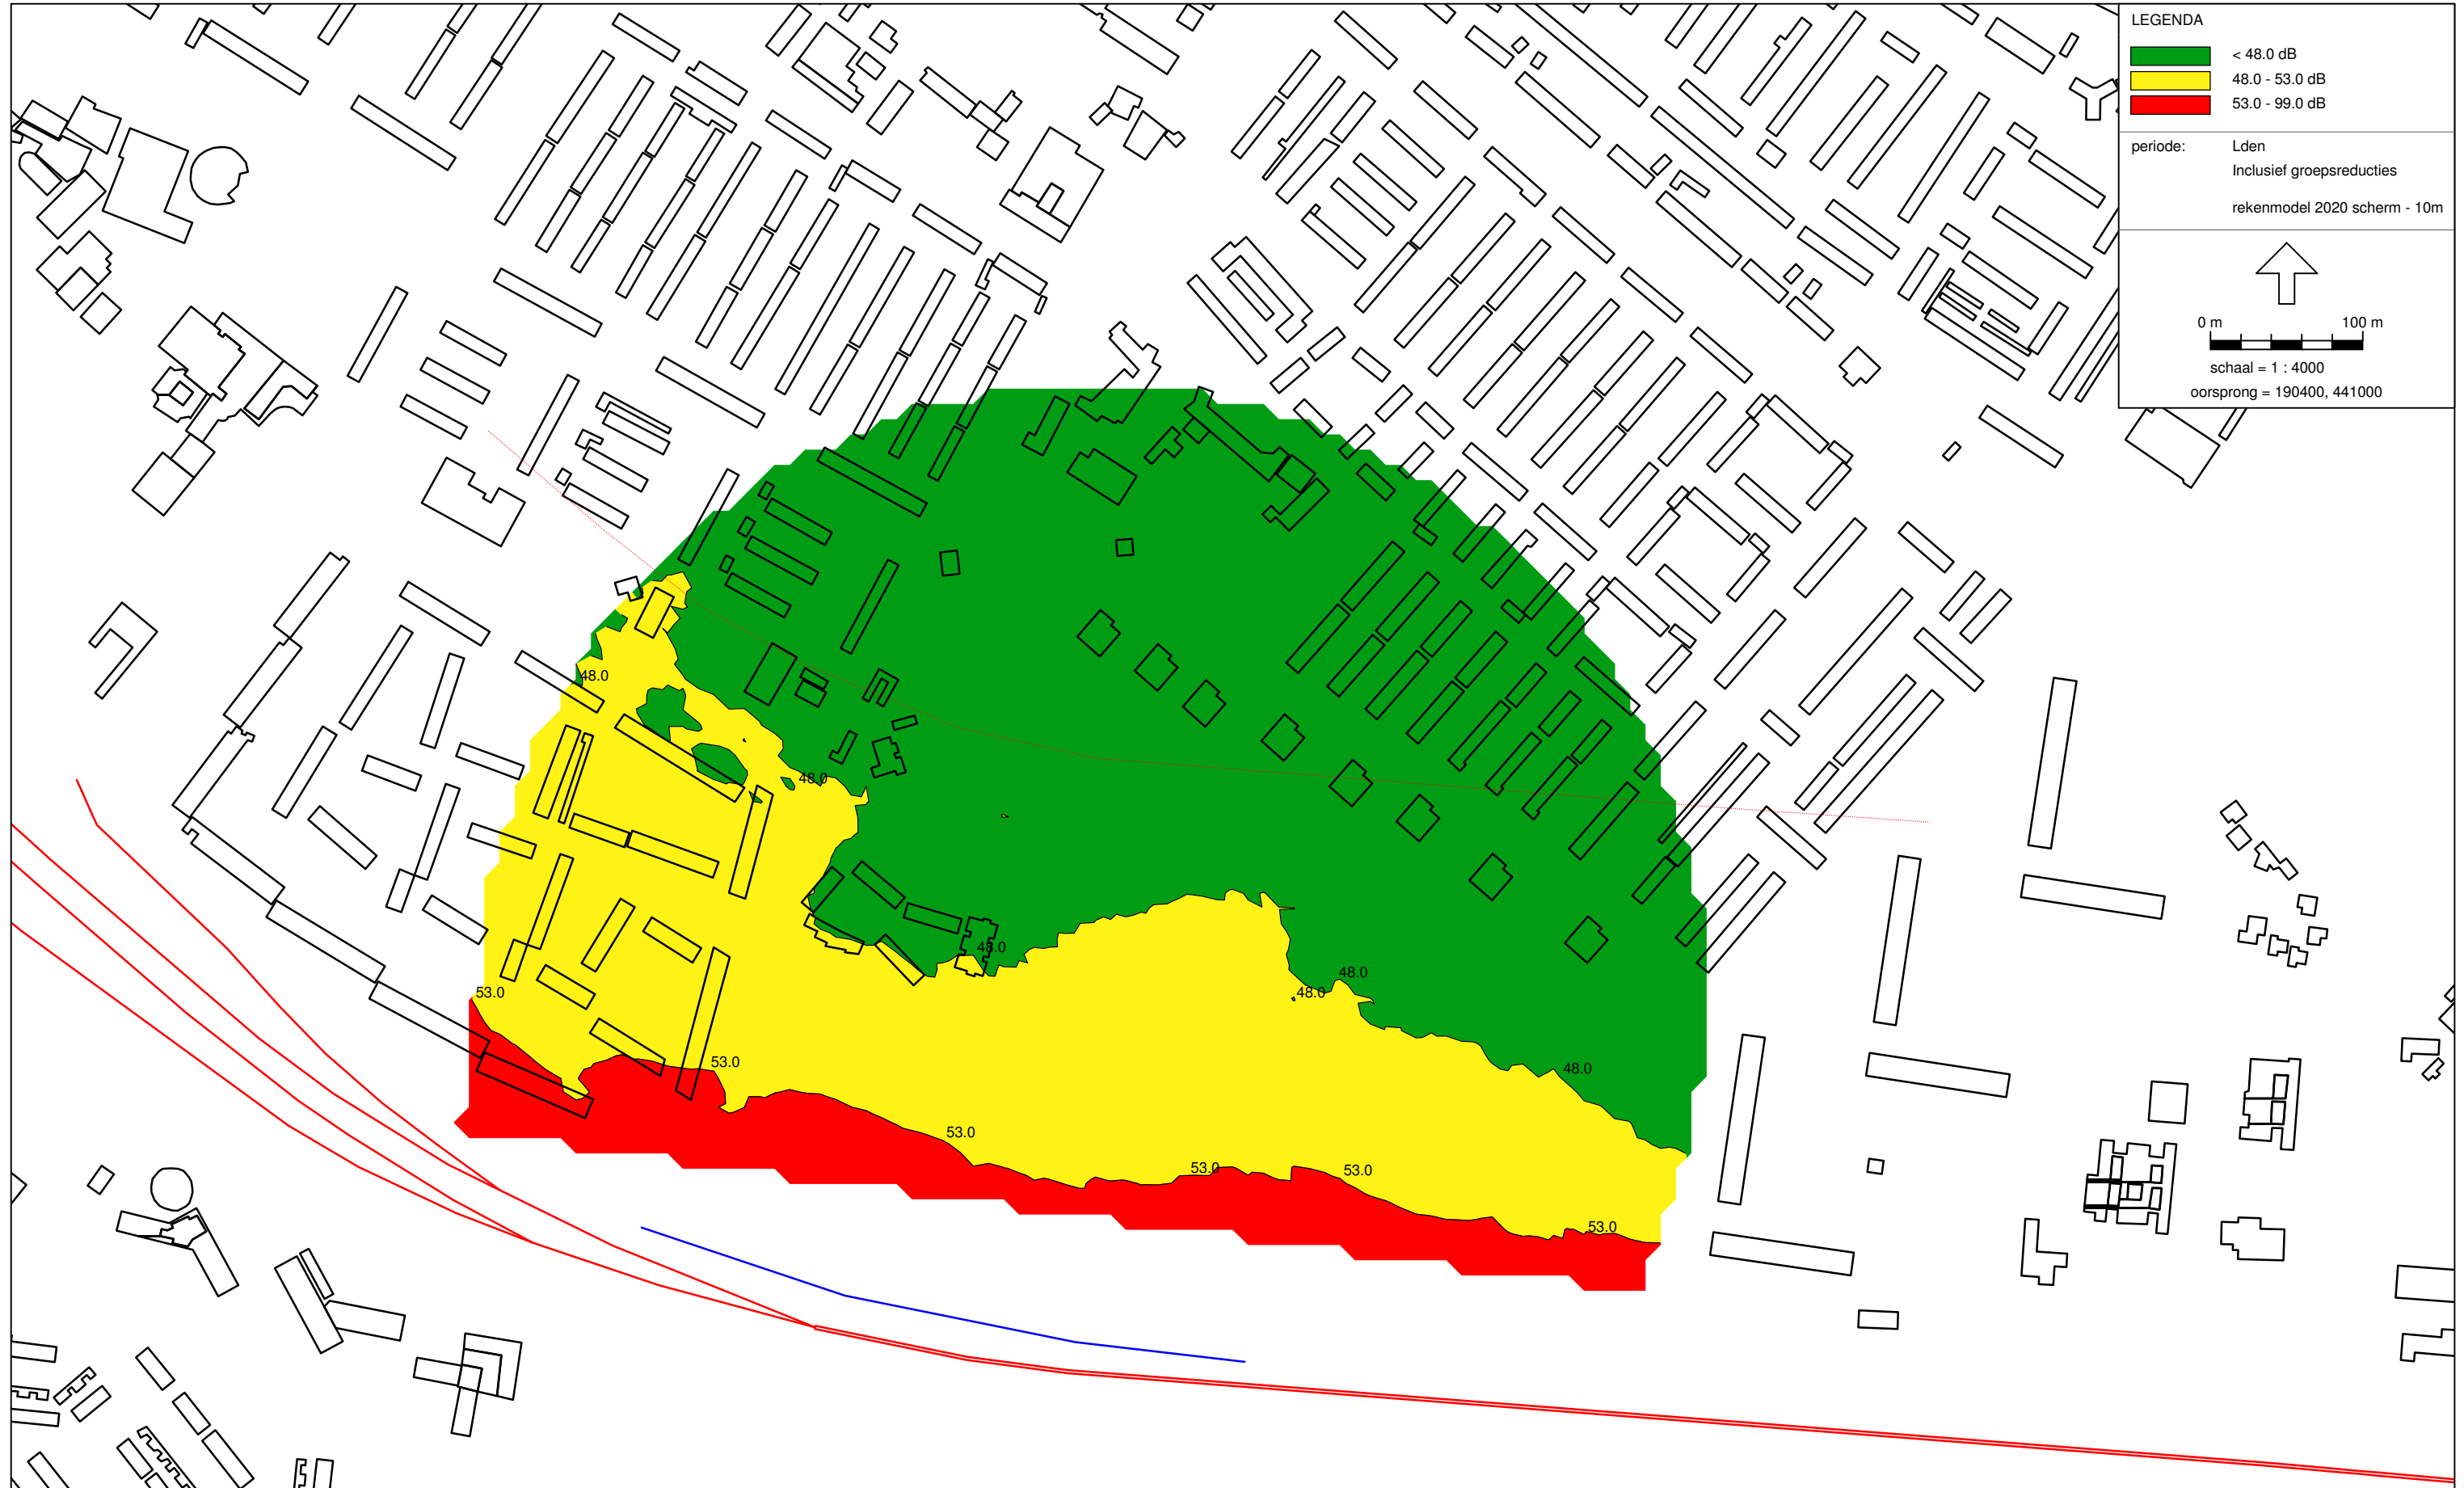 LEGENDA
< 48.0 dB
48.0 - 53.0 dB
53.0 - 99.0 dB
periode: Lden
Inclusief groepsreducties
rekenmodel 2020 scherm - 10m
0 m 100 m
schaal = 1 : 4000
oorsprong = 190400, 441000
48.0
48.0
48.0
48.0
53.0
48.0
53.0
48.0
53.0
53.0
53.0
53.0